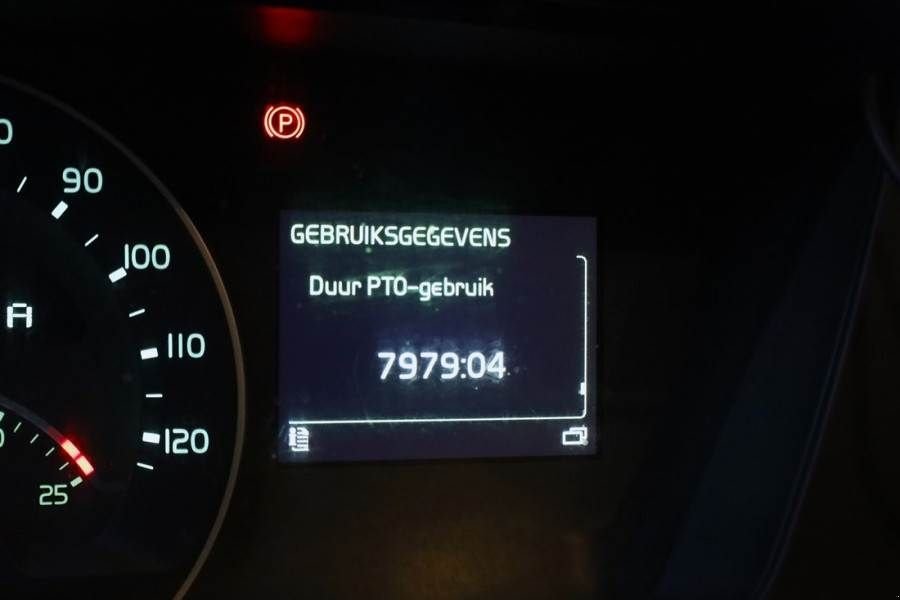 P
90
100
A
110
120
25
GEBRUIKSGEGEVENS
Duur PTO-gebruik
7979:04